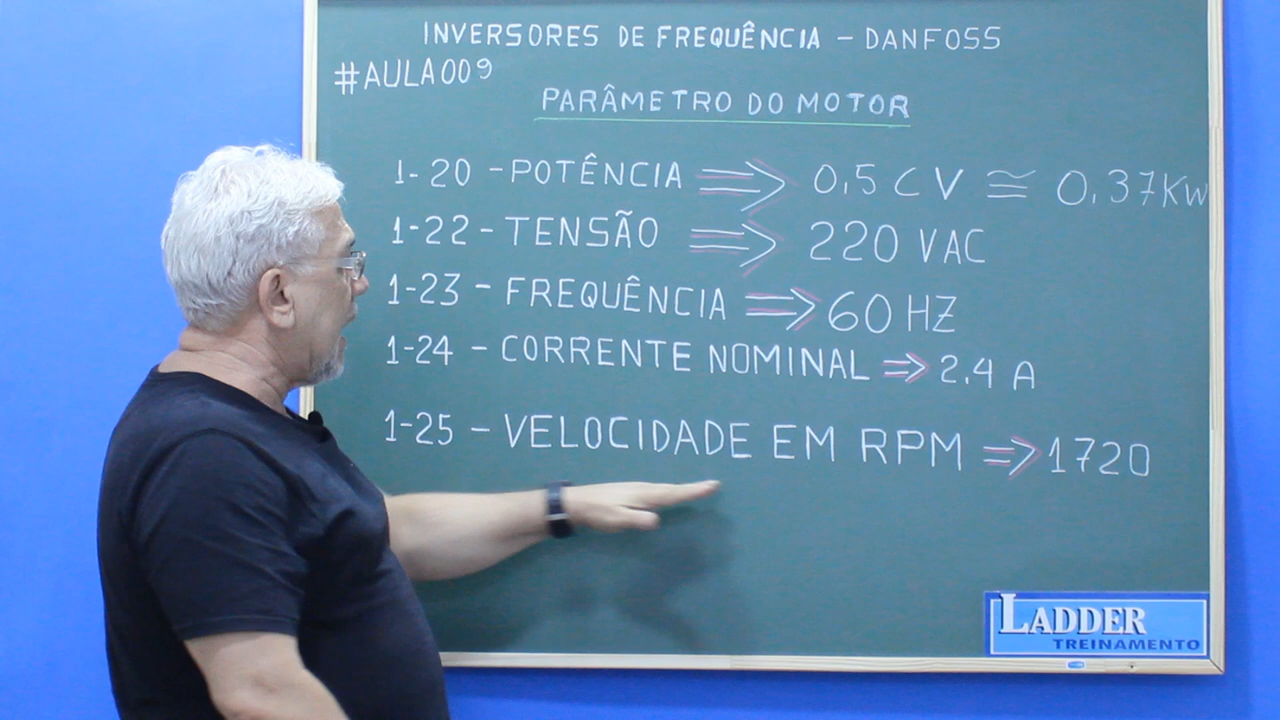 INVERSORES DE FREQUÊNCIA - DANFOSS
#AULA009
PARÂMETRO DO MOTOR
1-20 - POTÊNCIA ⇒ 0,5 CV ≅ 0,37KW
1-22 - TENSÃO ⇒ 220 VAC
1-23 - FREQUÊNCIA ⇒ 60 HZ
1-24 - CORRENTE NOMINAL ⇒ 2.4 A
1-25 - VELOCIDADE EM RPM ⇒ 1720
LADDER
TREINAMENTO